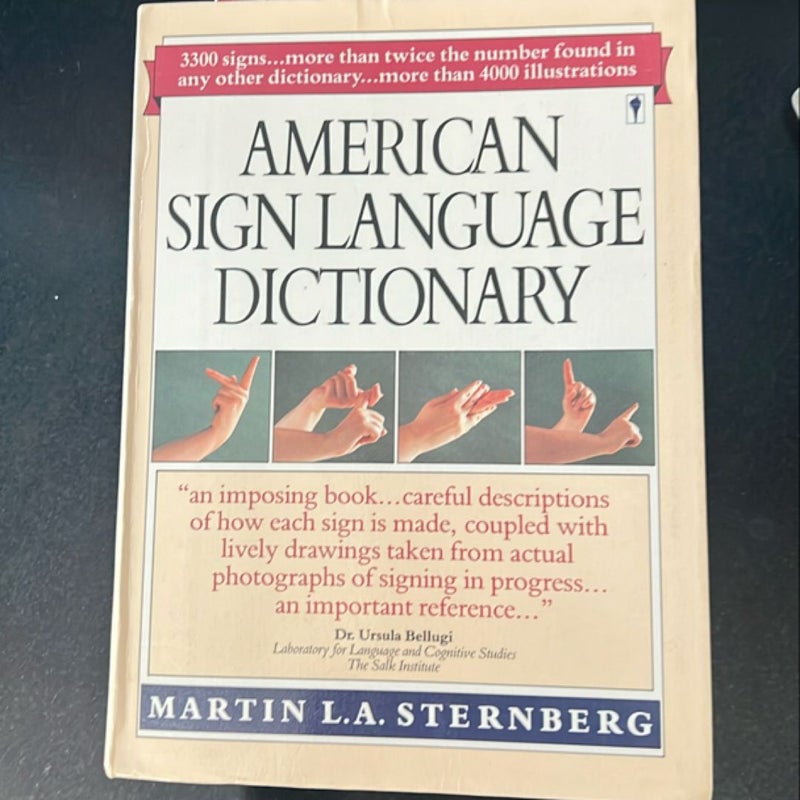 3300 signs...more than twice the number found in
any other dictionary...more than 4000 illustrations
AMERICAN
SIGN LANGUAGE
DICTIONARY
“an imposing book...careful descriptions
of how each sign is made, coupled with
lively drawings taken from actual
photographs of signing in progress...
an important reference...”
Dr. Ursula Bellugi
Laboratory for Language and Cognitive Studies
The Salk Institute
MARTIN L.A. STERNBERG